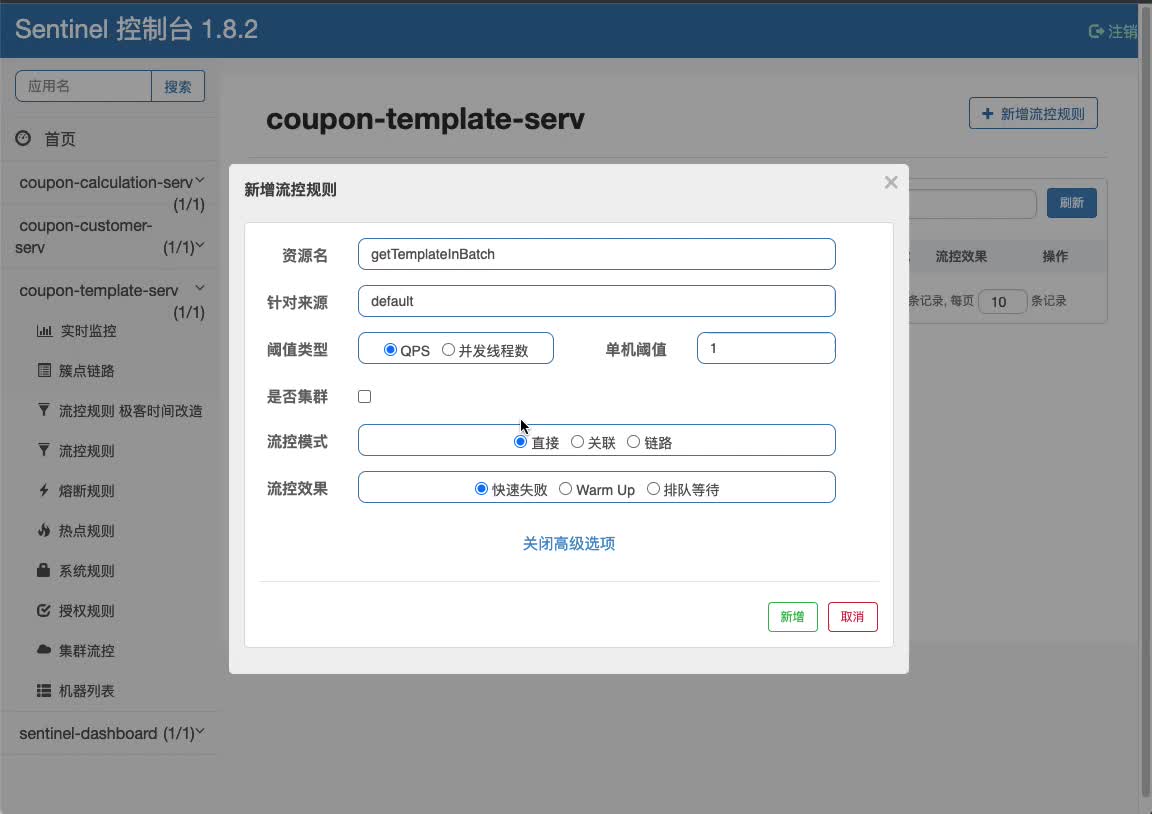 Sentinel 控制台 1.8.2
注销
应用名
搜索
首页
coupon-calculation-serv
(1/1)
coupon-customer-
serv (1/1)
coupon-template-serv
(1/1)
实时监控
簇点链路
流控规则 极客时间改造
流控规则
熔断规则
热点规则
系统规则
授权规则
集群流控
机器列表
sentinel-dashboard (1/1)
coupon-template-serv
+ 新增流控规则
刷新
流控效果 操作
条记录, 每页 10 条记录
新增流控规则
×
资源名 getTemplateInBatch
针对来源 default
阈值类型 QPS 并发线程数 单机阈值 1
是否集群
流控模式 直接 关联 链路
流控效果 快速失败 Warm Up 排队等待
关闭高级选项
新增 取消